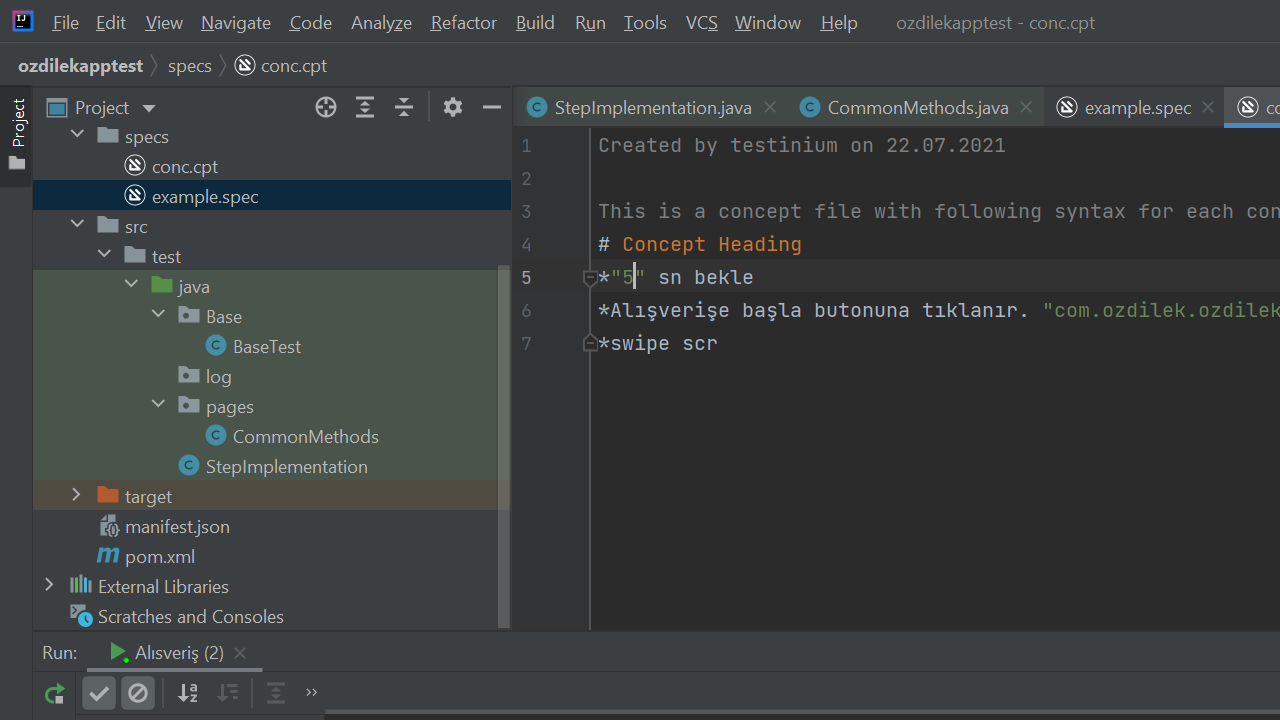 File Edit View Navigate Code Analyze Refactor Build Run Tools VCS Window Help ozdilekapptest - conc.cpt
ozdilekapptest specs conc.cpt
Project
Project
specs
conc.cpt
example.spec
src
test
java
Base
BaseTest
log
pages
CommonMethods
StepImplementation
target
manifest.json
pom.xml
External Libraries
Scratches and Consoles
StepImplementation.java CommonMethods.java example.spec
1 Created by testinium on 22.07.2021
2
3 This is a concept file with following syntax for each con
4 # Concept Heading
5 *"5" sn bekle
6 *Alışverişe başla butonuna tıklanır. "com.ozdilek.ozdilek
7 *swipe scr
Run: Alısveriş (2)